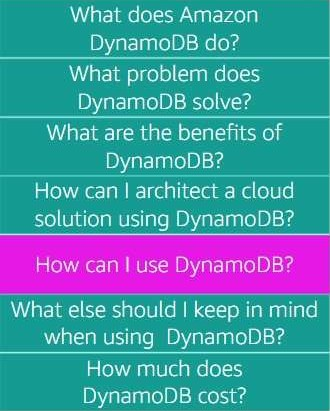 What does Amazon
DynamoDB do?
What problem does
DynamoDB solve?
What are the benefits of
DynamoDB?
How can I architect a cloud
solution using DynamoDB?
How can I use DynamoDB?
What else should I keep in mind
when using  DynamoDB?
How much does
DynamoDB cost?